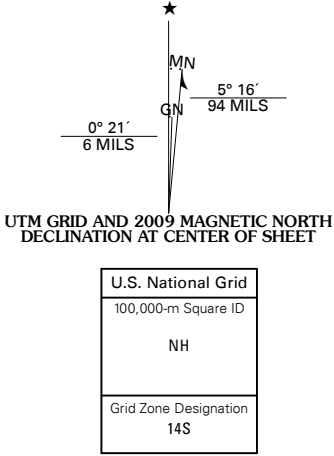 ★
MN
GN
5° 16´
94 MILS
0° 21´
6 MILS
UTM GRID AND 2009 MAGNETIC NORTH
DECLINATION AT CENTER OF SHEET
U.S. National Grid
100,000-m Square ID
NH
Grid Zone Designation
14S